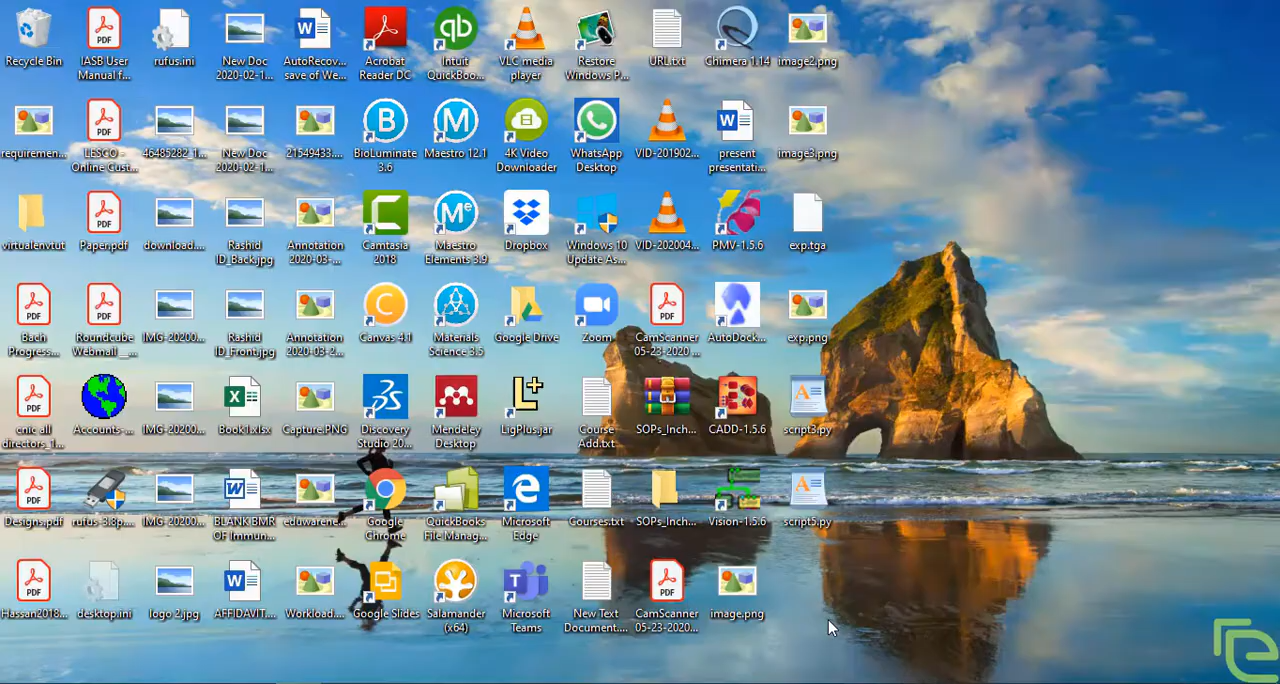 Recycle Bin
IASB User
Manual f...
rufus.ini
New Doc
2020-02-1...
AutoRecov...
save of We...
Acrobat
Reader DC
Intuit
QuickBoo...
VLC media
player
Restore
Windows P...
URL.txt
Chimera 1.14
image2.png
requiremen...
LESCO -
Online Cust...
46485282_1...
New Doc
2020-02-1...
21549433....
BioLuminate
3.6
Maestro 12.1
4K Video
Downloader
WhatsApp
Desktop
VID-201902...
present
presentati...
image3.png
virtualenvtut
Paper.pdf
download....
Rashid
ID_Back.jpg
Annotation
2020-03-...
Camtasia
2018
Maestro
Elements 3.9
Dropbox
Windows 10
Update As...
VID-202004...
PMV-1.5.6
exp.tga
Bach
Progress...
Roundcube
Webmail__...
IMG-20200...
Rashid
ID_Front.jpg
Annotation
2020-03-2...
Canvas 4.1
Materials
Science 3.5
Google Drive
Zoom
CamScanner
05-23-2020 ...
AutoDock...
exp.png
cnic all
directors_1...
Accounts-...
IMG-20200...
Book1.xlsx
Capture.PNG
Discovery
Studio 20...
Mendeley
Desktop
LigPlus.jar
Course
Add.txt
SOPs_Inch...
CADD-1.5.6
script3.py
Designs.pdf
rufus-3.8p....
IMG-20200...
BLANK BMR
OF Immun...
eduwarene...
Google
Chrome
QuickBooks
File Manag...
Microsoft
Edge
Courses.txt
SOPs_Inch...
Vision-1.5.6
script5.py
Hassan2018...
desktop.ini
logo 2.jpg
AFFIDAVIT....
Workload....
Google Slides
Salamander
(x64)
Microsoft
Teams
New Text
Document....
CamScanner
05-23-2020...
image.png